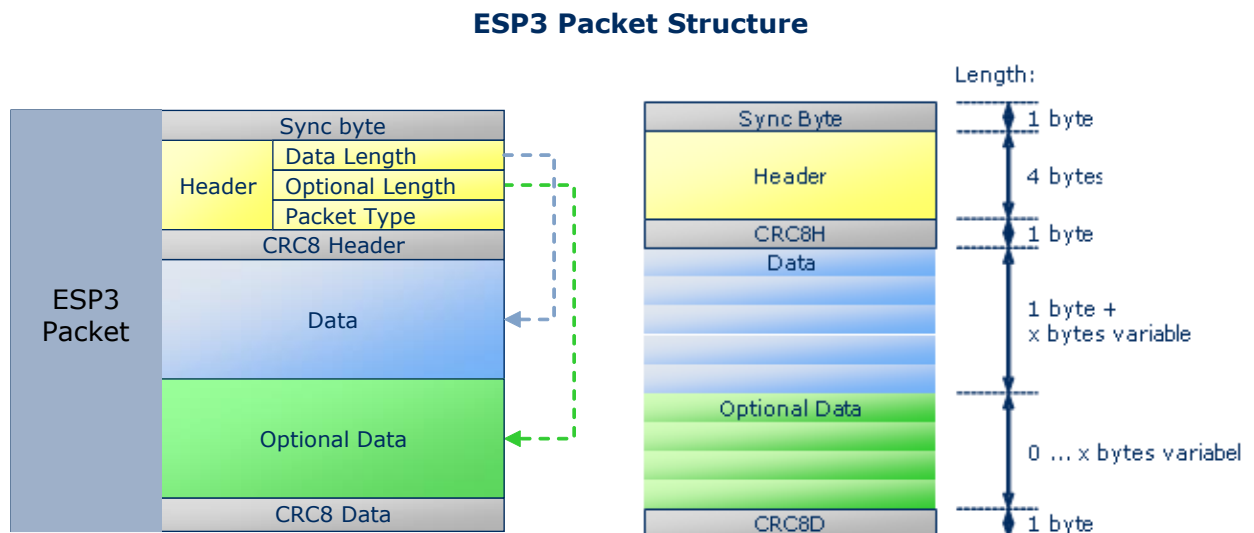 ESP3 Packet Structure
ESP3
Packet
Sync byte
Header
Data Length
Optional Length
Packet Type
CRC8 Header
Data
Optional Data
CRC8 Data
Length:
Sync Byte
1 byte
Header
4 bytes
CRC8H
1 byte
Data
1 byte +
x bytes variable
Optional Data
0 ... x bytes variabel
CRC8D
1 byte